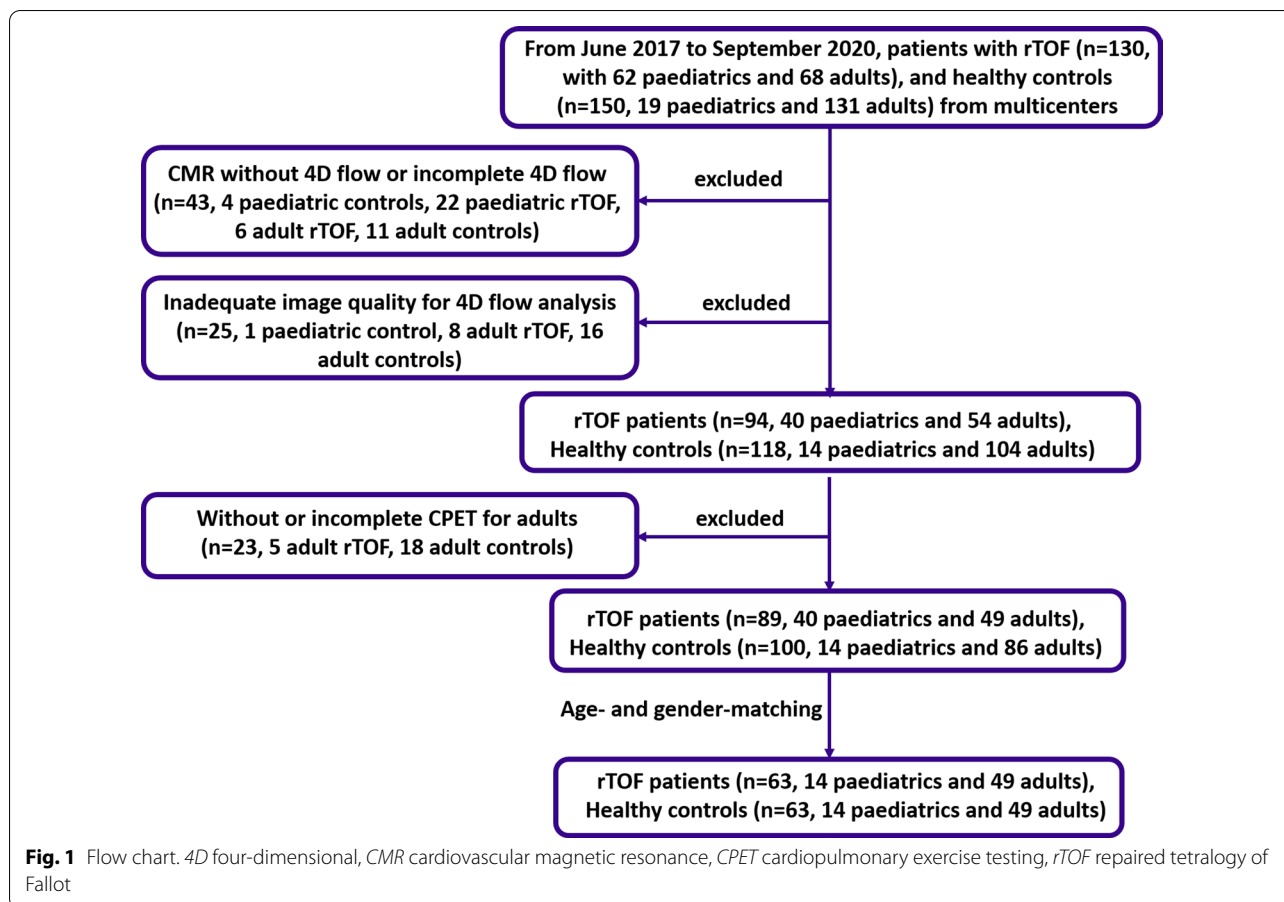 From June 2017 to September 2020, patients with rTOF (n=130,
with 62 paediatrics and 68 adults), and healthy controls
(n=150, 19 paediatrics and 131 adults) from multicenters
CMR without 4D flow or incomplete 4D flow
(n=43, 4 paediatric controls, 22 paediatric rTOF,
6 adult rTOF, 11 adult controls)
excluded
Inadequate image quality for 4D flow analysis
(n=25, 1 paediatric control, 8 adult rTOF, 16
adult controls)
excluded
rTOF patients (n=94, 40 paediatrics and 54 adults),
Healthy controls (n=118, 14 paediatrics and 104 adults)
Without or incomplete CPET for adults
(n=23, 5 adult rTOF, 18 adult controls)
excluded
rTOF patients (n=89, 40 paediatrics and 49 adults),
Healthy controls (n=100, 14 paediatrics and 86 adults)
Age- and gender-matching
rTOF patients (n=63, 14 paediatrics and 49 adults),
Healthy controls (n=63, 14 paediatrics and 49 adults)
Fig. 1 Flow chart. 4D four-dimensional, CMR cardiovascular magnetic resonance, CPET cardiopulmonary exercise testing, rTOF repaired tetralogy of
Fallot